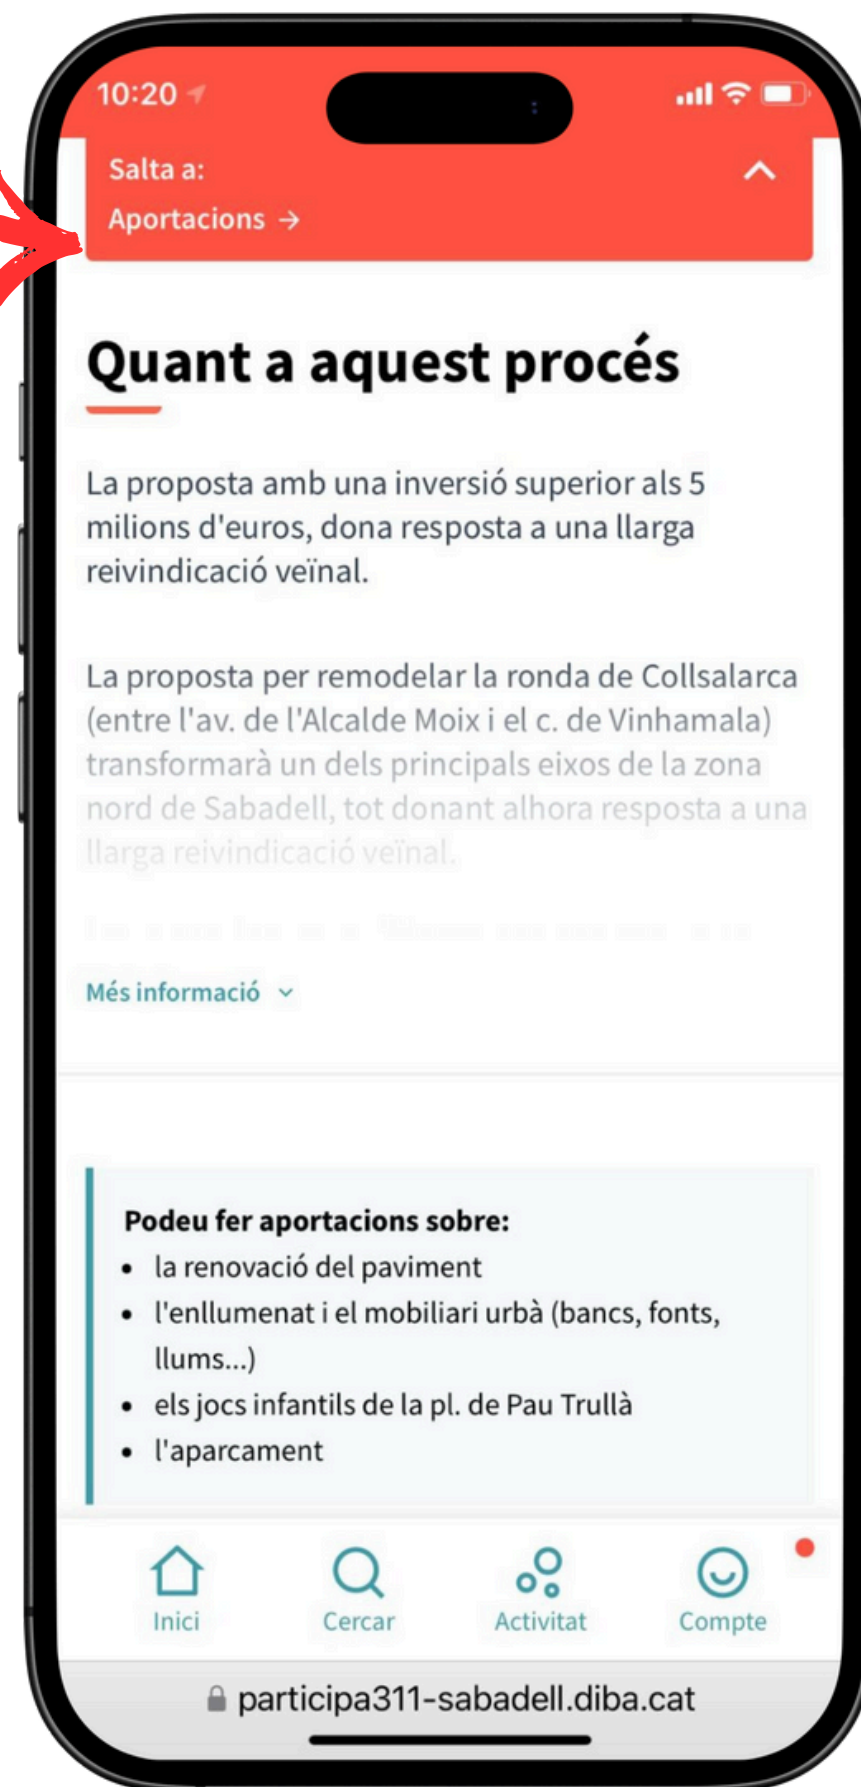 10:20
Salta a:
Aportacions →
Quant a aquest procés
La proposta amb una inversió superior als 5
milions d'euros, dona resposta a una llarga
reivindicació veïnal.
La proposta per remodelar la ronda de Collsalarca
(entre l'av. de l'Alcalde Moix i el c. de Vinhamala)
transformarà un dels principals eixos de la zona
nord de Sabadell, tot donant alhora resposta a una
llarga reivindicació veïnal.
Més informació
Podeu fer aportacions sobre:
• la renovació del paviment
• l'enllumenat i el mobiliari urbà (bancs, fonts,
llums...)
• els jocs infantils de la pl. de Pau Trullà
• l'aparcament
Inici
Cercar
Activitat
Compte
participa311-sabadell.diba.cat